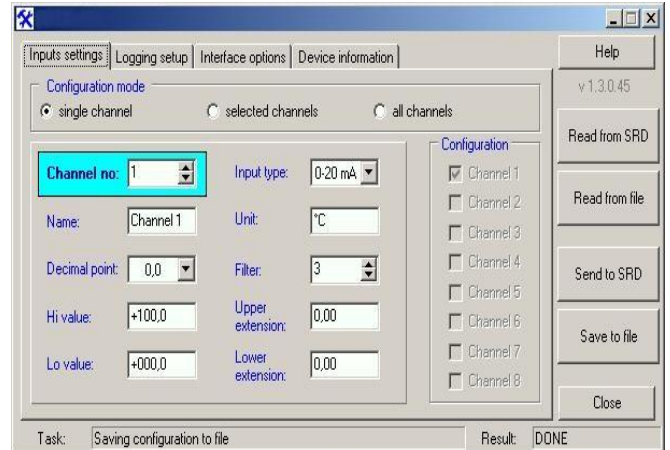 Inputs settings Logging setup Interface options Device information
Help
v 1.3.0.45
Configuration mode
single channel selected channels all channels
Read from SRD
Read from file
Send to SRD
Save to file
Close
Channel no: 1
Name: Channel 1
Decimal point: 0,0
Hi value: +100,0
Lo value: +000,0
Input type: 0-20 mA
Unit: °C
Filter: 3
Upper
extension: 0,00
Lower
extension: 0,00
Configuration
Channel 1
Channel 2
Channel 3
Channel 4
Channel 5
Channel 6
Channel 7
Channel 8
Task: Saving configuration to file Result: DONE